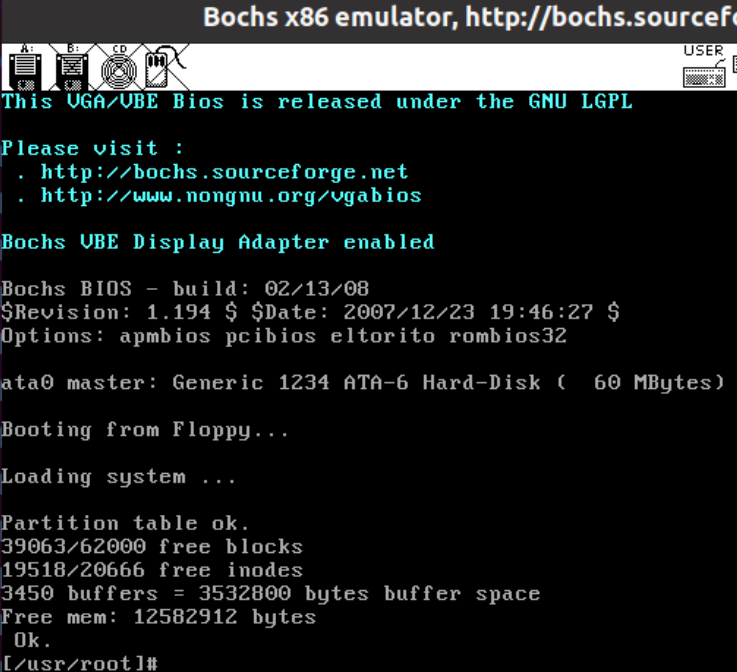 Bochs x86 emulator, http://bochs.sourcef
A:
B:
CD
USER
This VGA/VBE Bios is released under the GNU LGPL
Please visit :
. http://bochs.sourceforge.net
. http://www.nongnu.org/vgabios
Bochs VBE Display Adapter enabled
Bochs BIOS - build: 02/13/08
$Revision: 1.194 $ $Date: 2007/12/23 19:46:27 $
Options: apmbios pcibios eltorito rombios32
ata0 master: Generic 1234 ATA-6 Hard-Disk (  60 MBytes)
Booting from Floppy...
Loading system ...
Partition table ok.
39063/62000 free blocks
19518/20666 free inodes
3450 buffers = 3532800 bytes buffer space
Free mem: 12582912 bytes
Ok.
[/usr/root]#